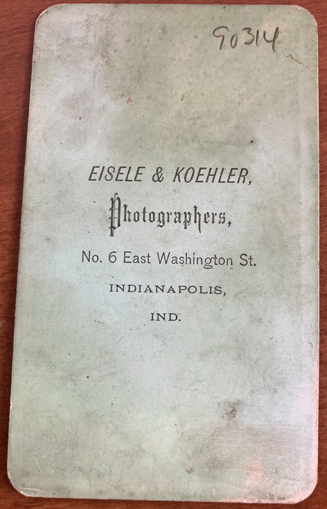 90314
EISELE & KOEHLER,
Photographers,
No. 6 East Washington St.
INDIANAPOLIS,
IND.